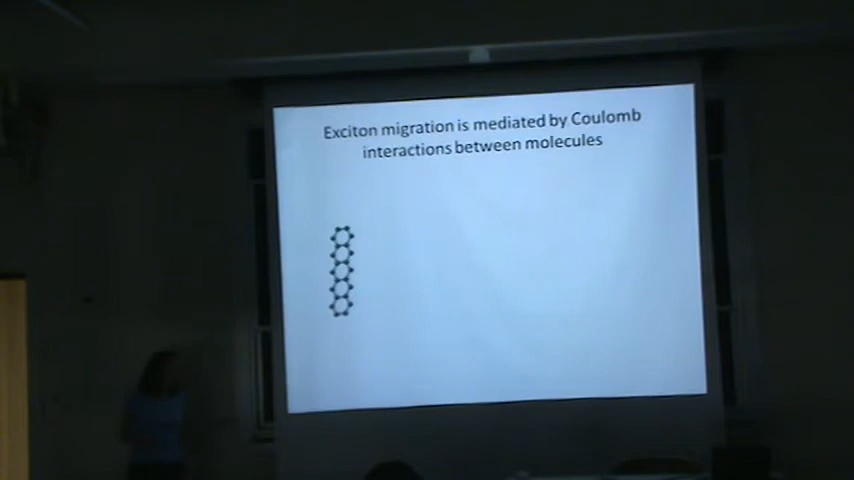 Exciton migration is mediated by Coulomb
interactions between molecules